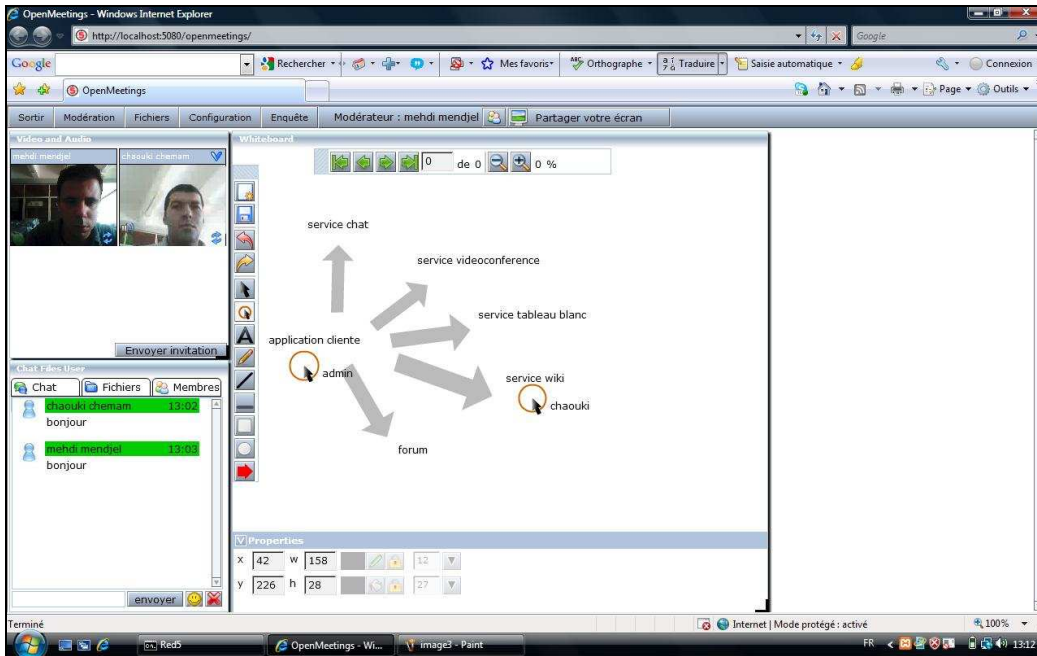 OpenMeetings - Windows Internet Explorer
http://localhost:5080/openmeetings/
Google
Google
Rechercher
Mes favoris
Orthographe
Traduire
Saisie automatique
Connexion
OpenMeetings
Page
Outils
Sortir
Modération
Fichiers
Configuration
Enquête
Modérateur : mehdi mendjel
Partager votre écran
Video and Audio
Whiteboard
mehdi mendjel
chaouki chemam
0
de 0
0 %
service chat
service videoconference
service tableau blanc
application cliente
admin
service wiki
chaouki
forum
Envoyer invitation
Chat Files User
Chat
Fichiers
Membres
chaouki chemam 13:02
bonjour
mehdi mendjel 13:03
bonjour
envoyer
Properties
x 42 w 158 12
y 226 h 28 27
Terminé
Internet | Mode protégé : activé
100%
Red5
OpenMeetings - Wi...
image3 - Paint
FR
13:12